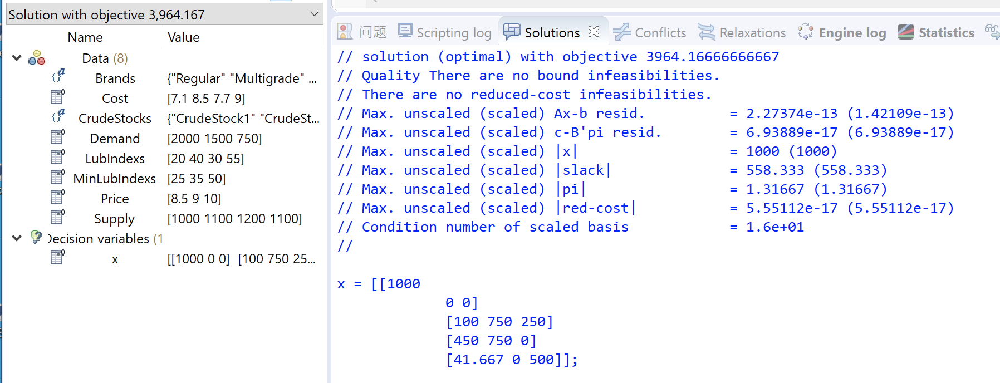 Solution with objective 3,964.167
Name Value
Data (8)
Brands {"Regular" "Multigrade" ...
Cost [7.1 8.5 7.7 9]
CrudeStocks {"CrudeStock1" "CrudeSt...
Demand [2000 1500 750]
LubIndexs [20 40 30 55]
MinLubIndexs [25 35 50]
Price [8.5 9 10]
Supply [1000 1100 1200 1100]
Decision variables (1
x [[1000 0 0] [100 750 25...
问题 Scripting log Solutions Conflicts Relaxations Engine log Statistics
// solution (optimal) with objective 3964.16666666667
// Quality There are no bound infeasibilities.
// There are no reduced-cost infeasibilities.
// Max. unscaled (scaled) Ax-b resid. = 2.27374e-13 (1.42109e-13)
// Max. unscaled (scaled) c-B'pi resid. = 6.93889e-17 (6.93889e-17)
// Max. unscaled (scaled) |x| = 1000 (1000)
// Max. unscaled (scaled) |slack| = 558.333 (558.333)
// Max. unscaled (scaled) |pi| = 1.31667 (1.31667)
// Max. unscaled (scaled) |red-cost| = 5.55112e-17 (5.55112e-17)
// Condition number of scaled basis = 1.6e+01
//
x = [[1000
0 0]
[100 750 250]
[450 750 0]
[41.667 0 500]];